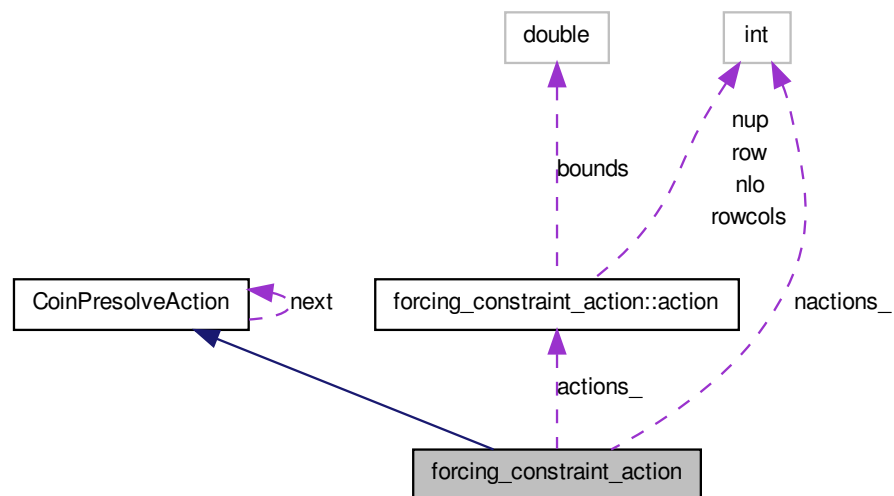 double
int
nup
row
nlo
rowcols
bounds
CoinPresolveAction
next
forcing_constraint_action::action
nactions_
actions_
forcing_constraint_action